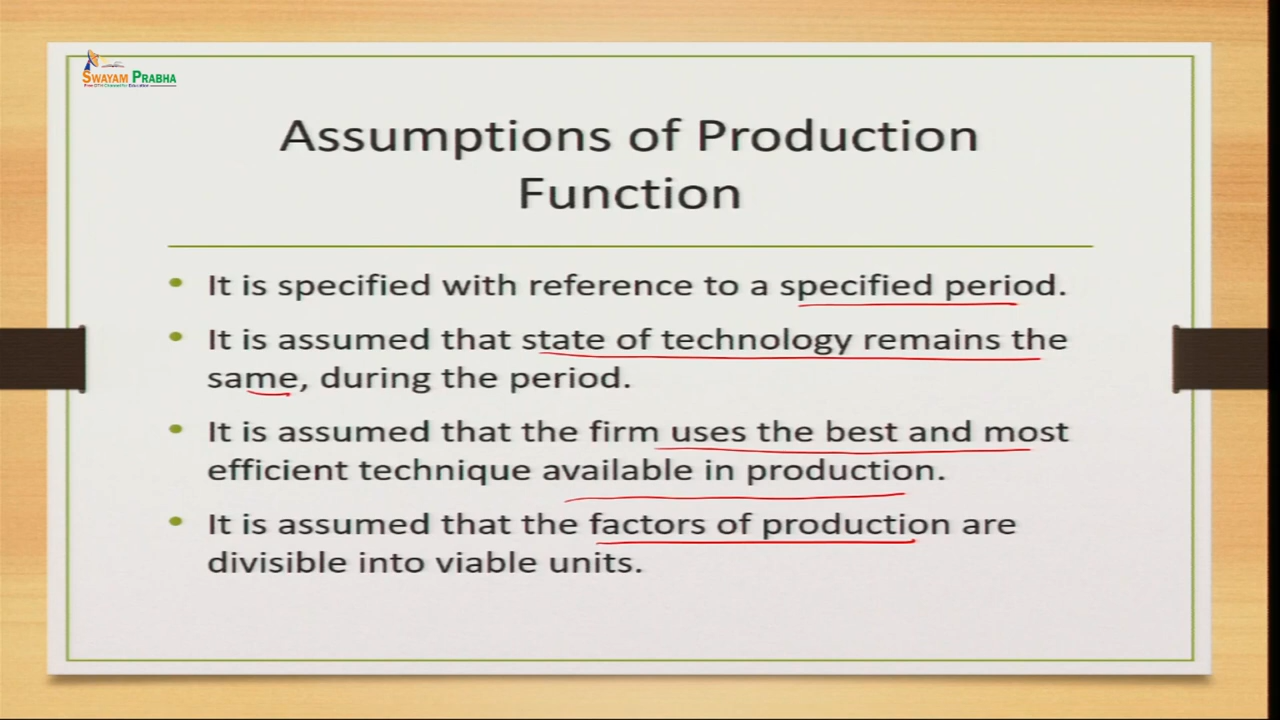 SWAYAM PRABHA
Assumptions of Production
Function
• It is specified with reference to a specified period.
• It is assumed that state of technology remains the
same, during the period.
• It is assumed that the firm uses the best and most
efficient technique available in production.
• It is assumed that the factors of production are
divisible into viable units.